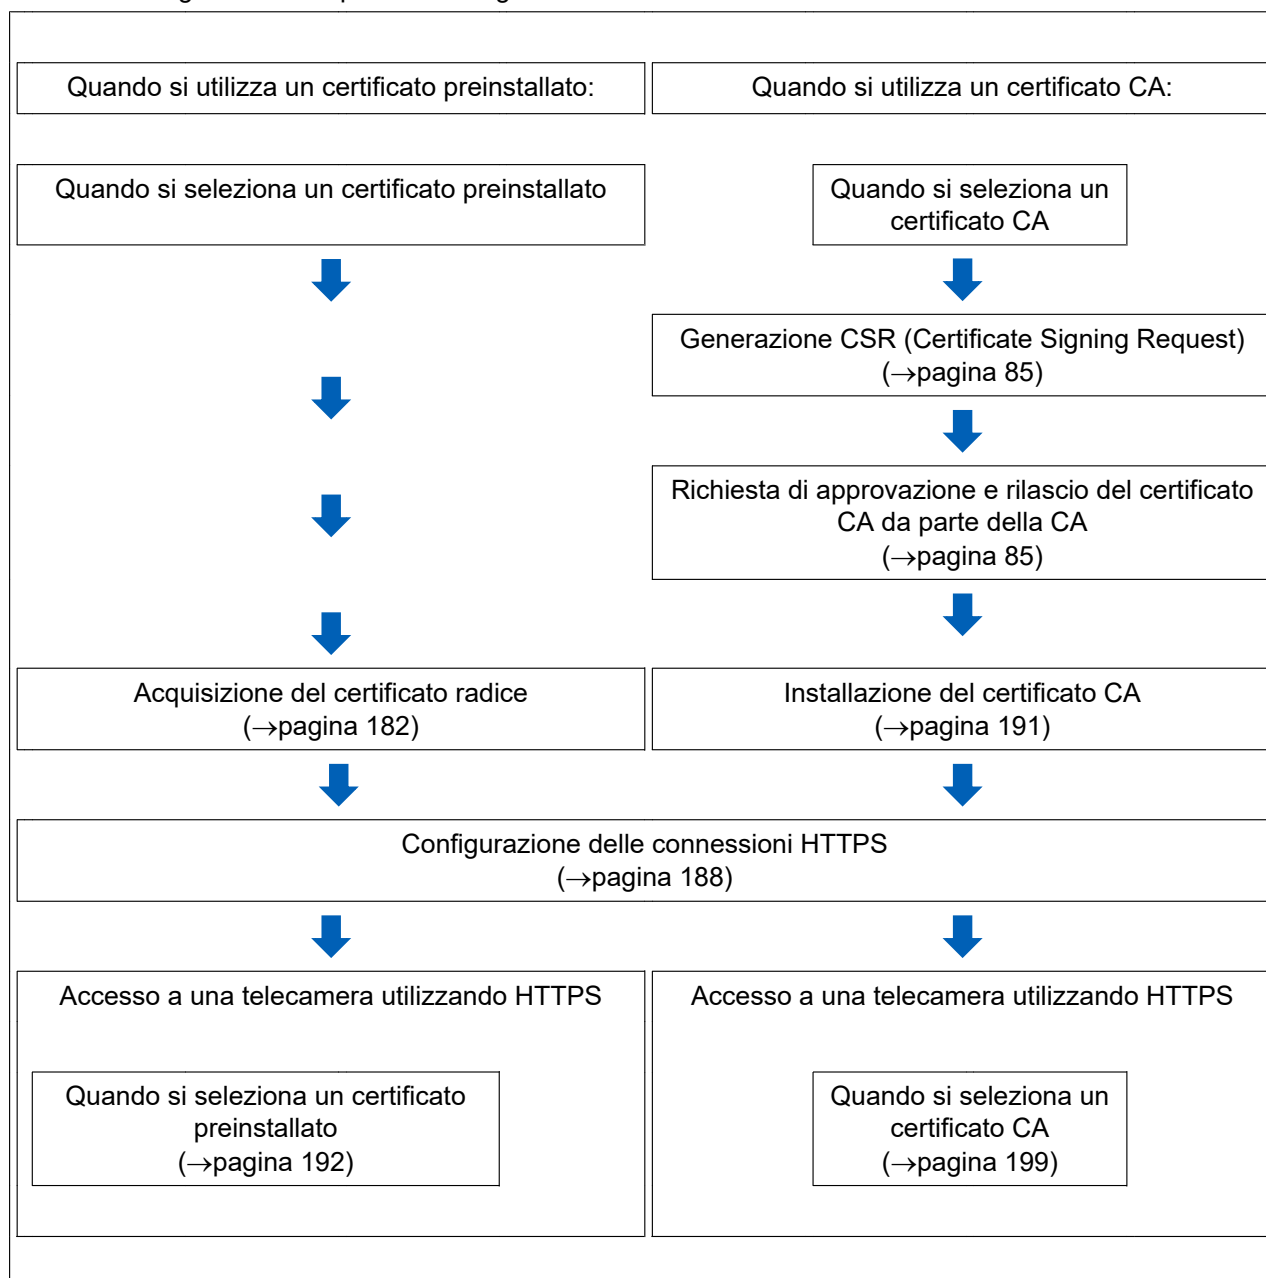 Quando si utilizza un certificato preinstallato:
Quando si utilizza un certificato CA:
Quando si seleziona un certificato preinstallato
Quando si seleziona un
certificato CA
Generazione CSR (Certificate Signing Request)
(→pagina 85)
Richiesta di approvazione e rilascio del certificato
CA da parte della CA
(→pagina 85)
Acquisizione del certificato radice
(→pagina 182)
Installazione del certificato CA
(→pagina 191)
Configurazione delle connessioni HTTPS
(→pagina 188)
Accesso a una telecamera utilizzando HTTPS
Quando si seleziona un certificato
preinstallato
(→pagina 192)
Accesso a una telecamera utilizzando HTTPS
Quando si seleziona un
certificato CA
(→pagina 199)